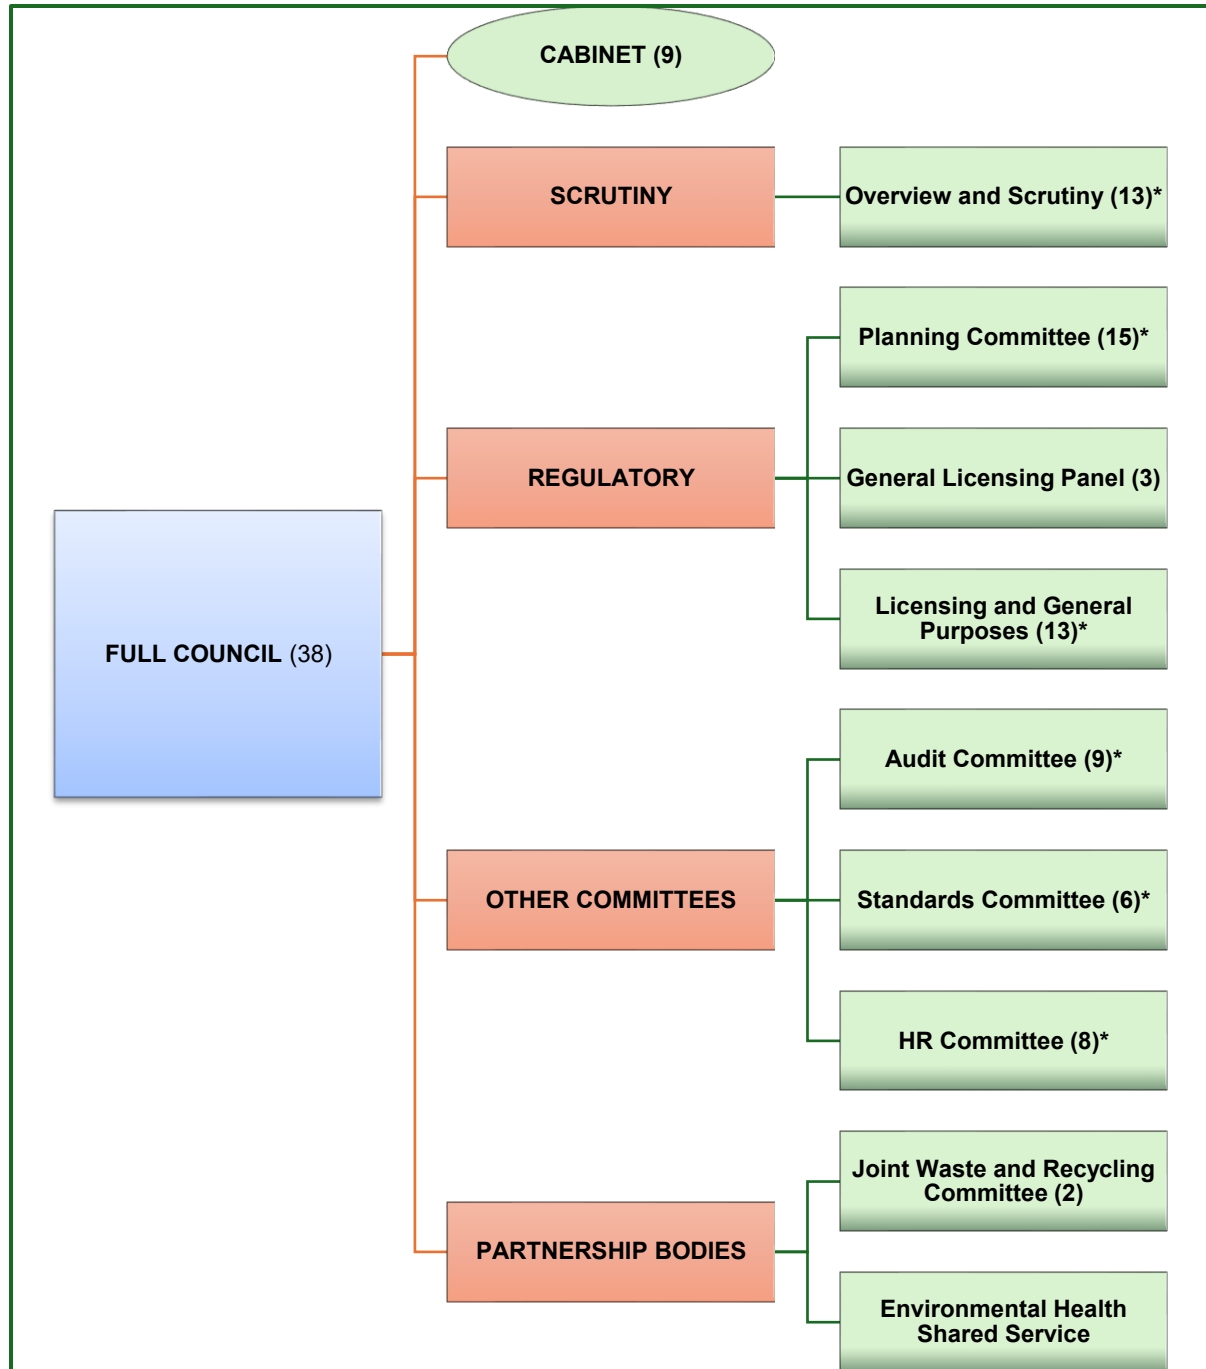 CABINET (9)
SCRUTINY
Overview and Scrutiny (13)*
Planning Committee (15)*
REGULATORY
General Licensing Panel (3)
Licensing and General
Purposes (13)*
FULL COUNCIL (38)
Audit Committee (9)*
OTHER COMMITTEES
Standards Committee (6)*
HR Committee (8)*
Joint Waste and Recycling
Committee (2)
PARTNERSHIP BODIES
Environmental Health
Shared Service